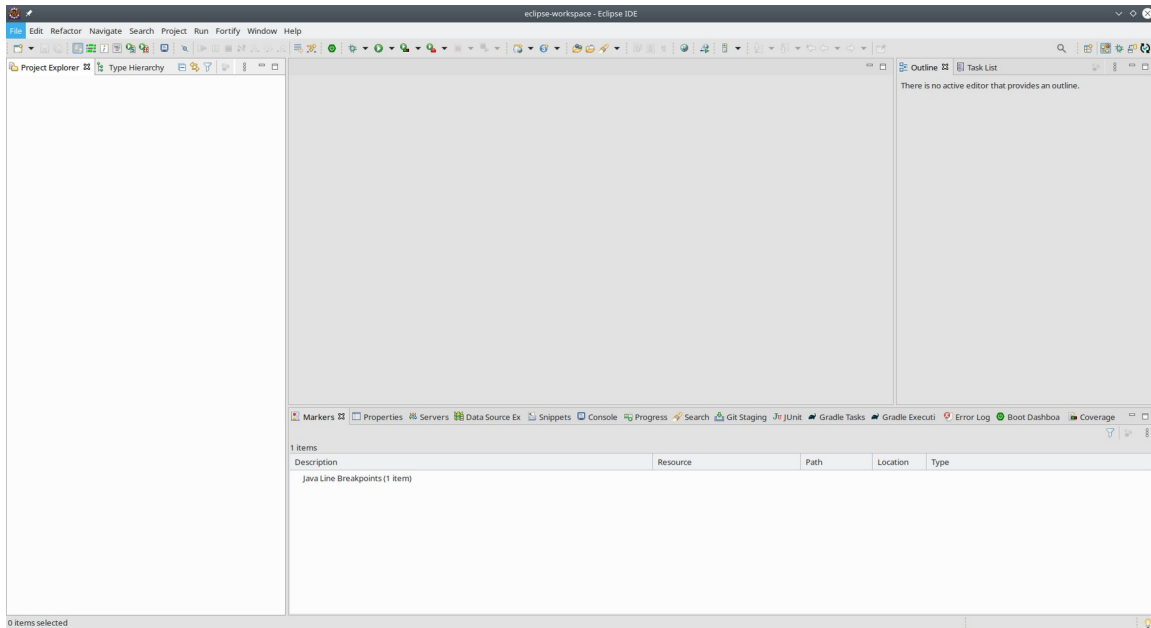 eclipse-workspace - Eclipse IDE
File Edit Refactor Navigate Search Project Run Fortify Window Help
Project Explorer Type Hierarchy
Outline Task List
There is no active editor that provides an outline.
Markers Properties Servers Data Source Ex Snippets Console Progress Search Git Staging JUnit Gradle Tasks Gradle Executi Error Log Boot Dashboa Coverage
1 items
Description Resource Path Location Type
Java Line Breakpoints (1 item)
0 items selected